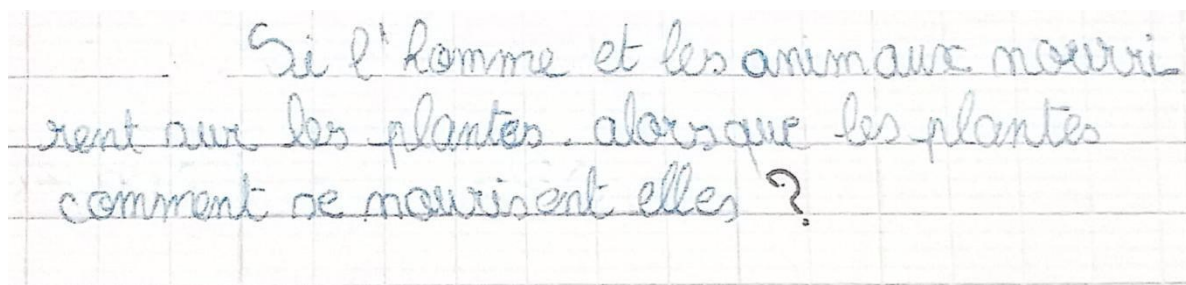 Si l'homme et les animaux nourri
rent sur les plantes. alorsque les plantes
comment se nourisent elles ?